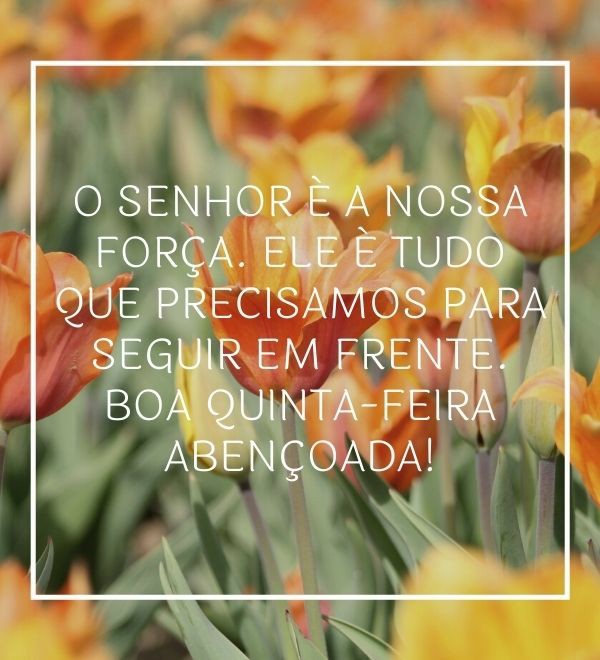 O SENHOR È A NOSSA
FORÇA. ELE È TUDO
QUE PRECISAMOS PARA
SEGUIR EM FRENTE.
BOA QUINTA-FEIRA
ABENÇOADA!